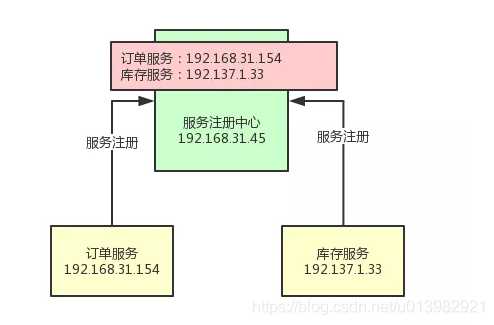 订单服务：192.168.31.154
库存服务：192.137.1.33
服务注册中心
192.168.31.45
服务注册
服务注册
订单服务
192.168.31.154
库存服务
192.137.1.33
https://blog.csdn.net/u013982921